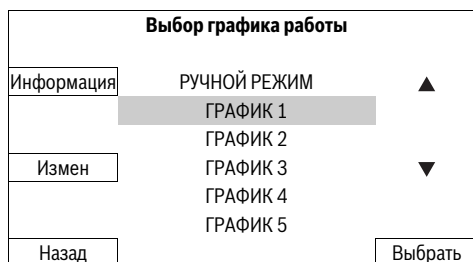 Выбор графика работы
Информация РУЧНОЙ РЕЖИМ ▲
ГРАФИК 1
ГРАФИК 2
Измен ГРАФИК 3 ▼
ГРАФИК 4
ГРАФИК 5
Назад Выбрать